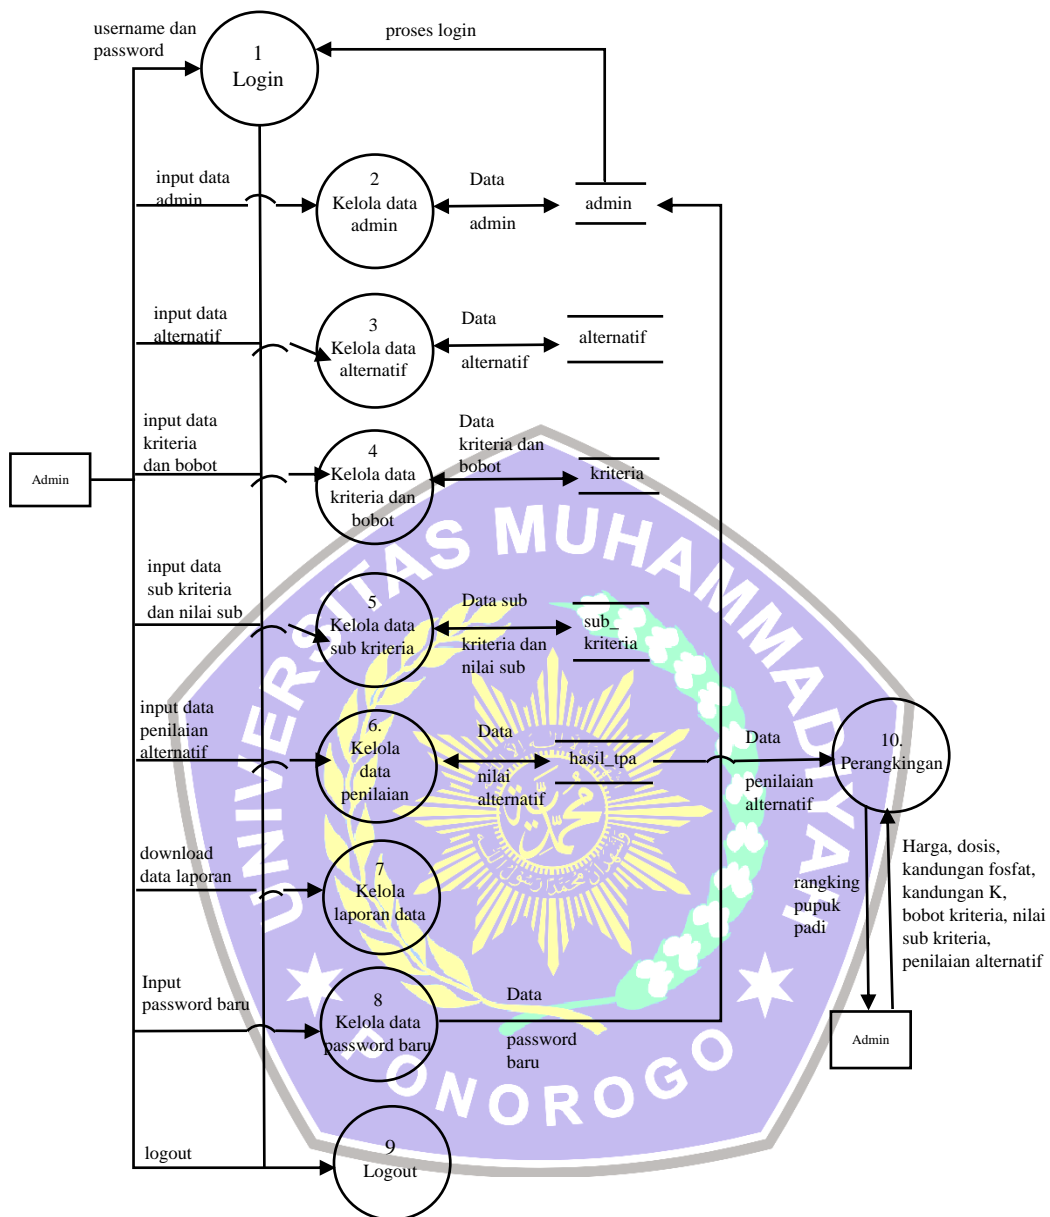 username dan
password
1
Login
proses login
input data
admin
2
Kelola data
admin
Data
admin
admin
input data
alternatif
3
Kelola data
alternatif
Data
alternatif
alternatif
input data
kriteria
dan bobot
4
Kelola data
kriteria dan
bobot
Data
kriteria dan
bobot
kriteria
Admin
input data
sub kriteria
dan nilai sub
5
Kelola data
sub kriteria
Data sub
kriteria dan
nilai sub
sub_
kriteria
input data
penilaian
alternatif
6.
Kelola
data
penilaian
Data
nilai
alternatif
hasil_tpa
Data
penilaian
alternatif
10.
Perangkingan
download
data laporan
7
Kelola
laporan data
rangking
pupuk
padi
Harga, dosis,
kandungan fosfat,
kandungan K,
bobot kriteria, nilai
sub kriteria,
penilaian alternatif
Input
password baru
8
Kelola data
password baru
Data
password
baru
Admin
logout
9
Logout
UNIVERSITAS MUHAMMADIYAH
PONOROGO